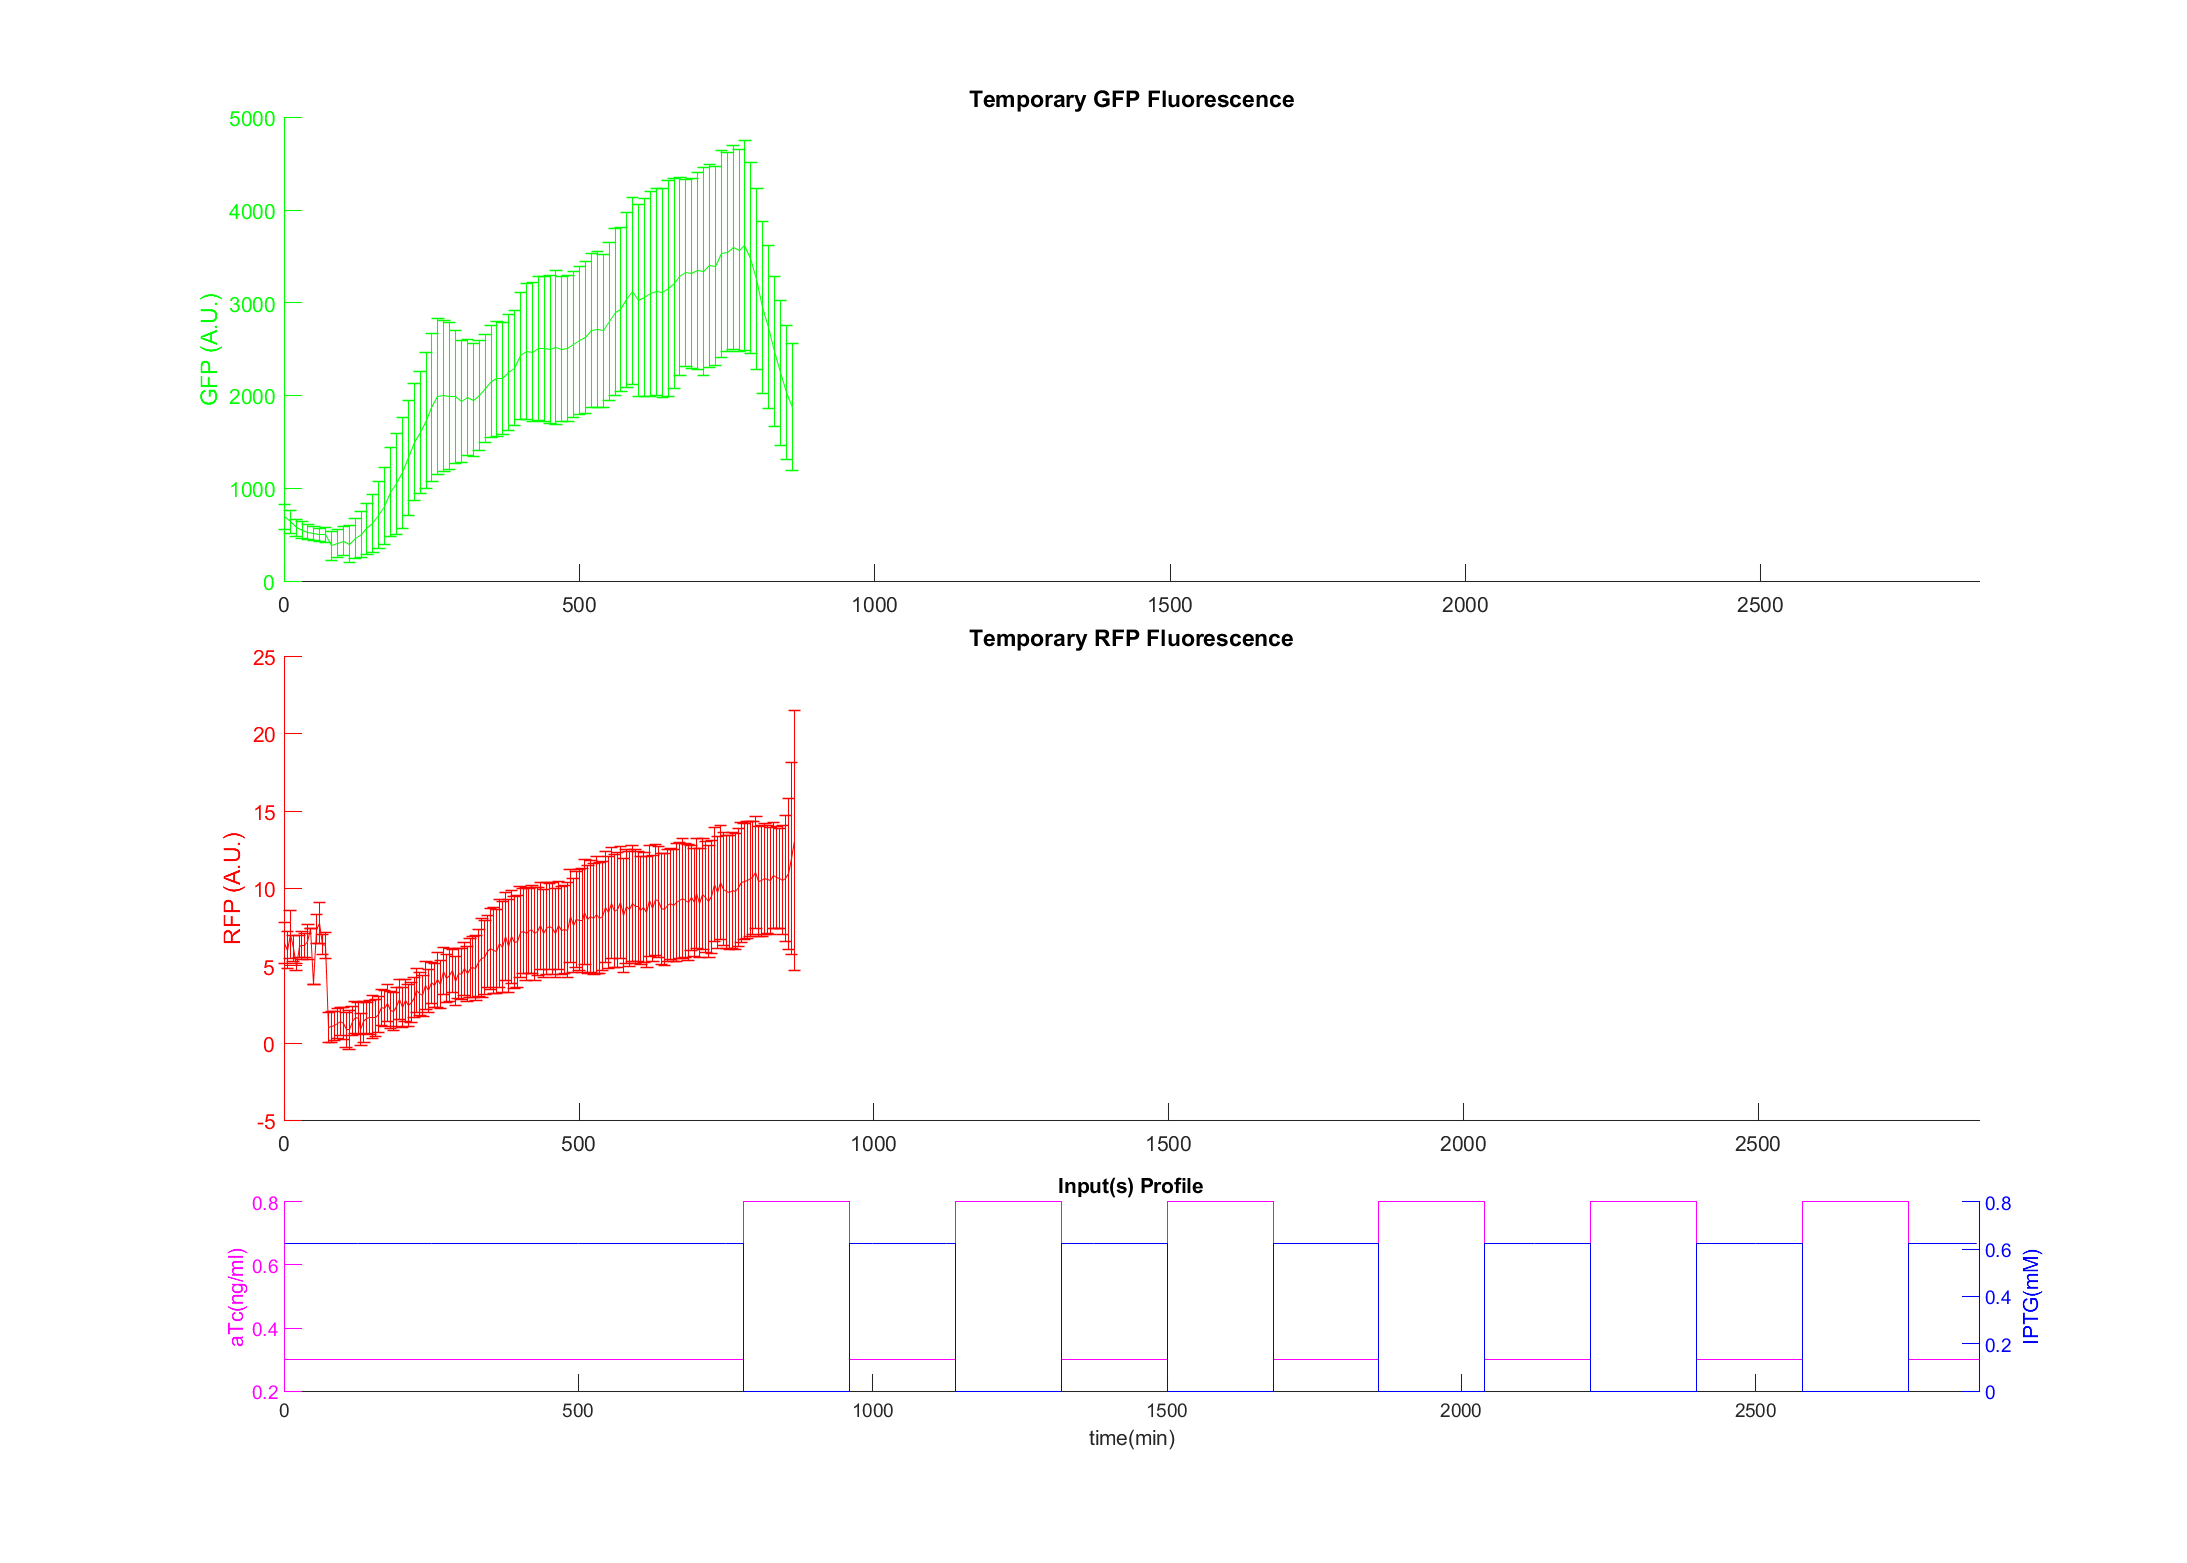 Temporary GFP Fluorescence
5000
4000
3000
2000
1000
0
GFP (A.U.)
0 500 1000 1500 2000 2500
Temporary RFP Fluorescence
25
20
15
10
5
0
-5
RFP (A.U.)
0 500 1000 1500 2000 2500
Input(s) Profile
0.8
0.6
0.4
0.2
aTc(ng/ml)
0.8
0.6
0.4
0.2
0
IPTG(mM)
0 500 1000 1500 2000 2500
time(min)